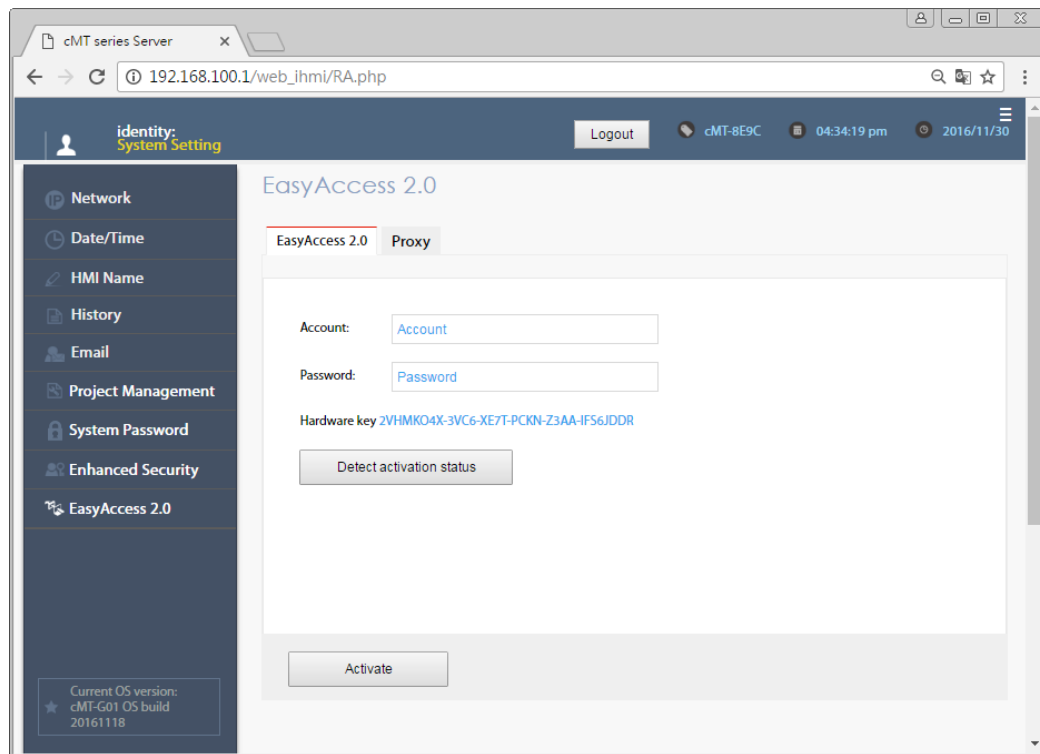 cMT series Server
192.168.100.1/web_ihmi/RA.php
identity:
System Setting
Logout
cMT-8E9C
04:34:19 pm
2016/11/30
IP Network
Date/Time
HMI Name
History
Email
Project Management
System Password
Enhanced Security
EasyAccess 2.0
Current OS version:
cMT-G01 OS build
20161118
EasyAccess 2.0
EasyAccess 2.0
Proxy
Account:
Account
Password:
Password
Hardware key 2VHMKO4X-3VC6-XE7T-PCKN-Z3AA-IFS6JDDR
Detect activation status
Activate